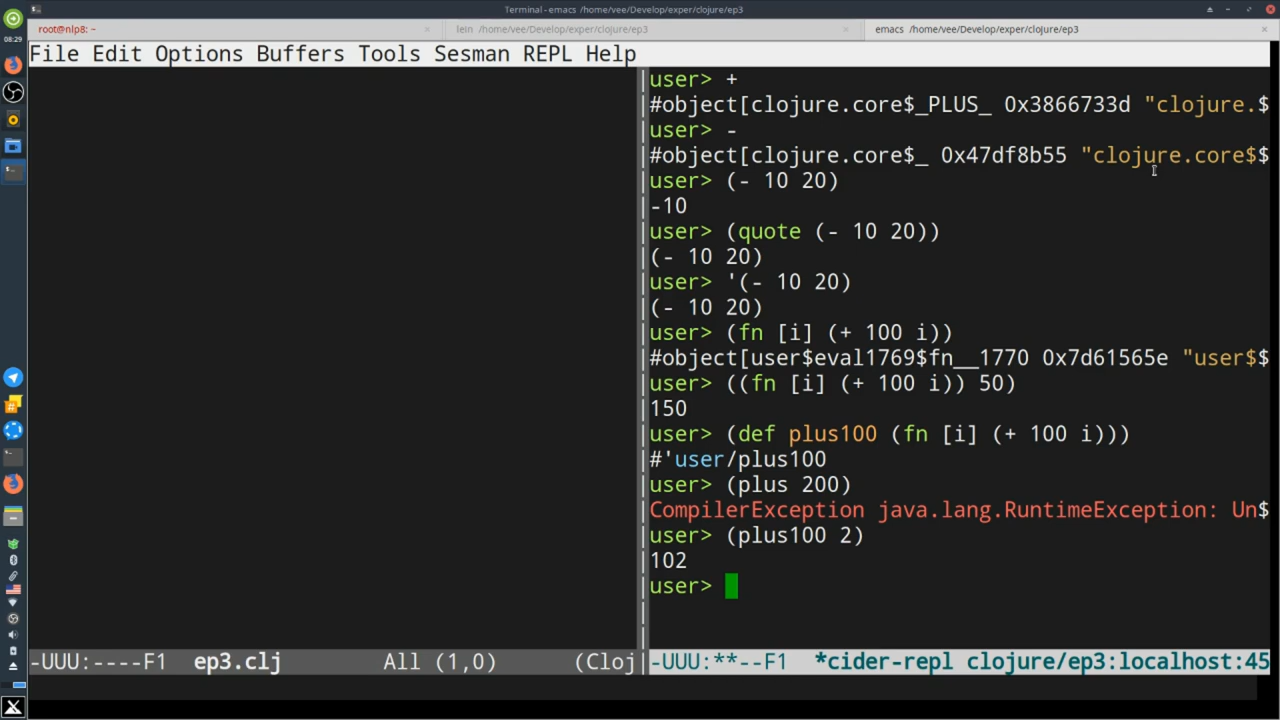 Terminal - emacs /home/vee/Develop/exper/clojure/ep3
root@nlp8: ~
lein /home/vee/Develop/exper/clojure/ep3
emacs /home/vee/Develop/exper/clojure/ep3
08:29
File Edit Options Buffers Tools Sesman REPL Help
user> +
#object[clojure.core$_PLUS_ 0x3866733d "clojure.$
user> -
#object[clojure.core$_ 0x47df8b55 "clojure.core$$
user> (- 10 20)
-10
user> (quote (- 10 20))
(- 10 20)
user> '(- 10 20)
(- 10 20)
user> (fn [i] (+ 100 i))
#object[user$eval1769$fn__1770 0x7d61565e "user$$
user> ((fn [i] (+ 100 i)) 50)
150
user> (def plus100 (fn [i] (+ 100 i)))
#'user/plus100
user> (plus 200)
CompilerException java.lang.RuntimeException: Un$
user> (plus100 2)
102
user>
-UUU:----F1 ep3.clj All (1,0) (Cloj
-UUU:**--F1 *cider-repl clojure/ep3:localhost:45